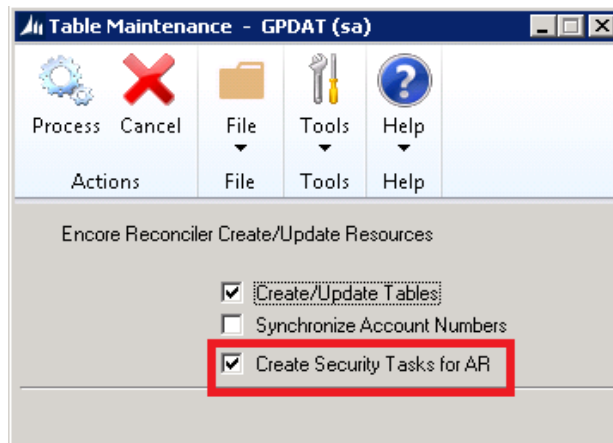 Table Maintenance - GPDAT (sa)
Process Cancel File Tools Help
Actions File Tools Help
Encore Reconciler Create/Update Resources
Create/Update Tables
Synchronize Account Numbers
Create Security Tasks for AR